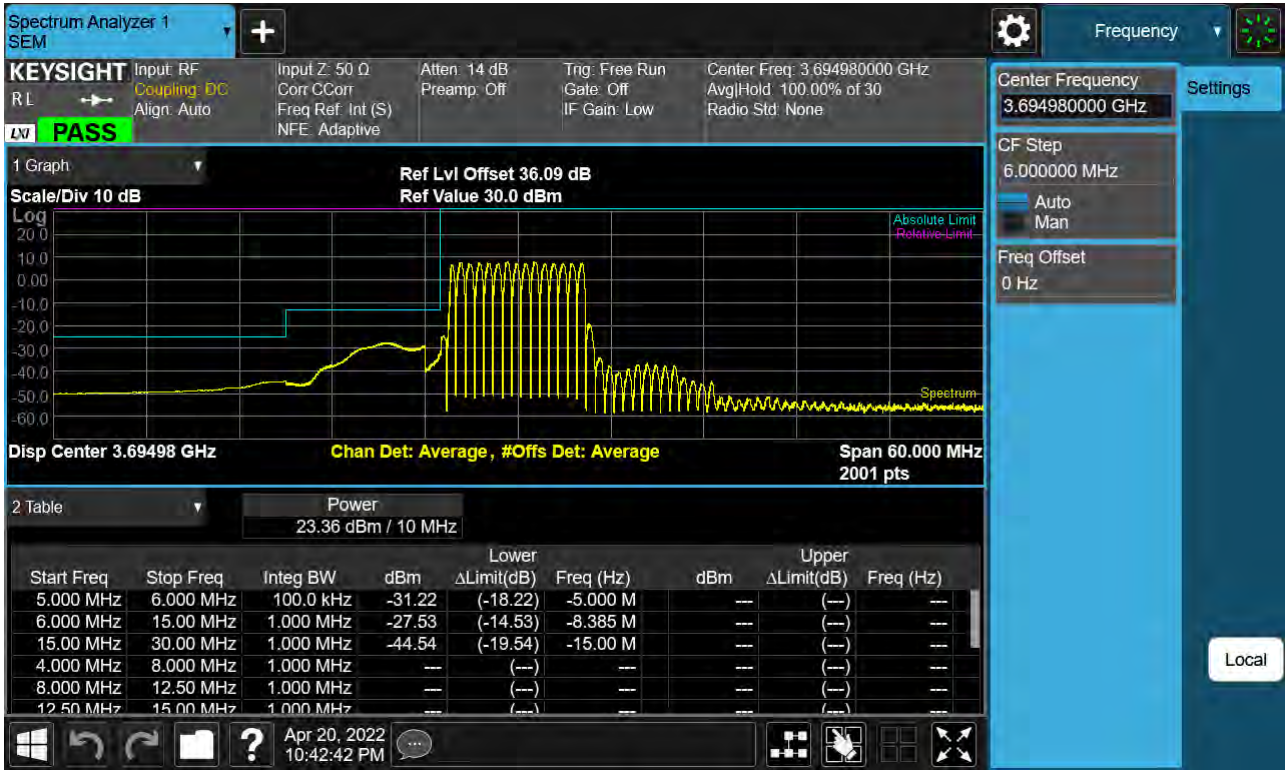 Spectrum Analyzer 1
SEM
Frequency
KEYSIGHT
R L
LXI PASS
Input: RF
Coupling: DC
Align: Auto
Input Z: 50 Ω
Corr CCorr
Freq Ref: Int (S)
NFE: Adaptive
Atten: 14 dB
Preamp: Off
Trig: Free Run
Gate: Off
IF Gain: Low
Center Freq: 3.694980000 GHz
Avg|Hold: 100.00% of 30
Radio Std: None
Center Frequency
3.694980000 GHz
Settings
CF Step
6.000000 MHz
Auto
Man
Freq Offset
0 Hz
Local
1 Graph
Scale/Div 10 dB
Ref Lvl Offset 36.09 dB
Ref Value 30.0 dBm
Log
Absolute Limit
Relative Limit
20.0
10.0
0.00
-10.0
-20.0
-30.0
-40.0
-50.0
-60.0
Spectrum
Disp Center 3.69498 GHz
Chan Det: Average, #Offs Det: Average
Span 60.000 MHz
2001 pts
2 Table
Power
23.36 dBm / 10 MHz
Lower Upper
Start Freq Stop Freq Integ BW dBm ΔLimit(dB) Freq (Hz) dBm ΔLimit(dB) Freq (Hz)
5.000 MHz 6.000 MHz 100.0 kHz -31.22 (-18.22) -5.000 M --- (---) ---
6.000 MHz 15.00 MHz 1.000 MHz -27.53 (-14.53) -8.385 M --- (---) ---
15.00 MHz 30.00 MHz 1.000 MHz -44.54 (-19.54) -15.00 M --- (---) ---
4.000 MHz 8.000 MHz 1.000 MHz --- (---) --- --- (---) ---
8.000 MHz 12.50 MHz 1.000 MHz --- (---) --- --- (---) ---
12.50 MHz 15.00 MHz 1.000 MHz --- (---) --- --- (---) ---
?
Apr 20, 2022
10:42:42 PM